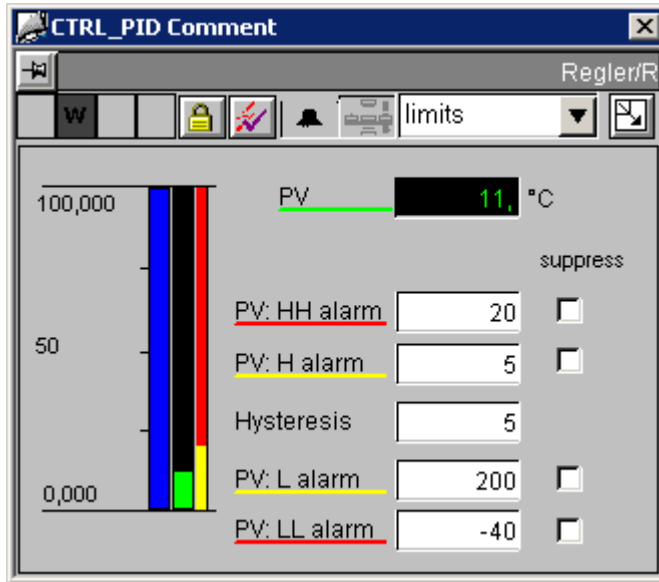 CTRL_PID Comment
Regler/R
W
limits
100,000
50
0,000
PV 11, °C
suppress
PV: HH alarm 20
PV: H alarm 5
Hysteresis 5
PV: L alarm 200
PV: LL alarm -40